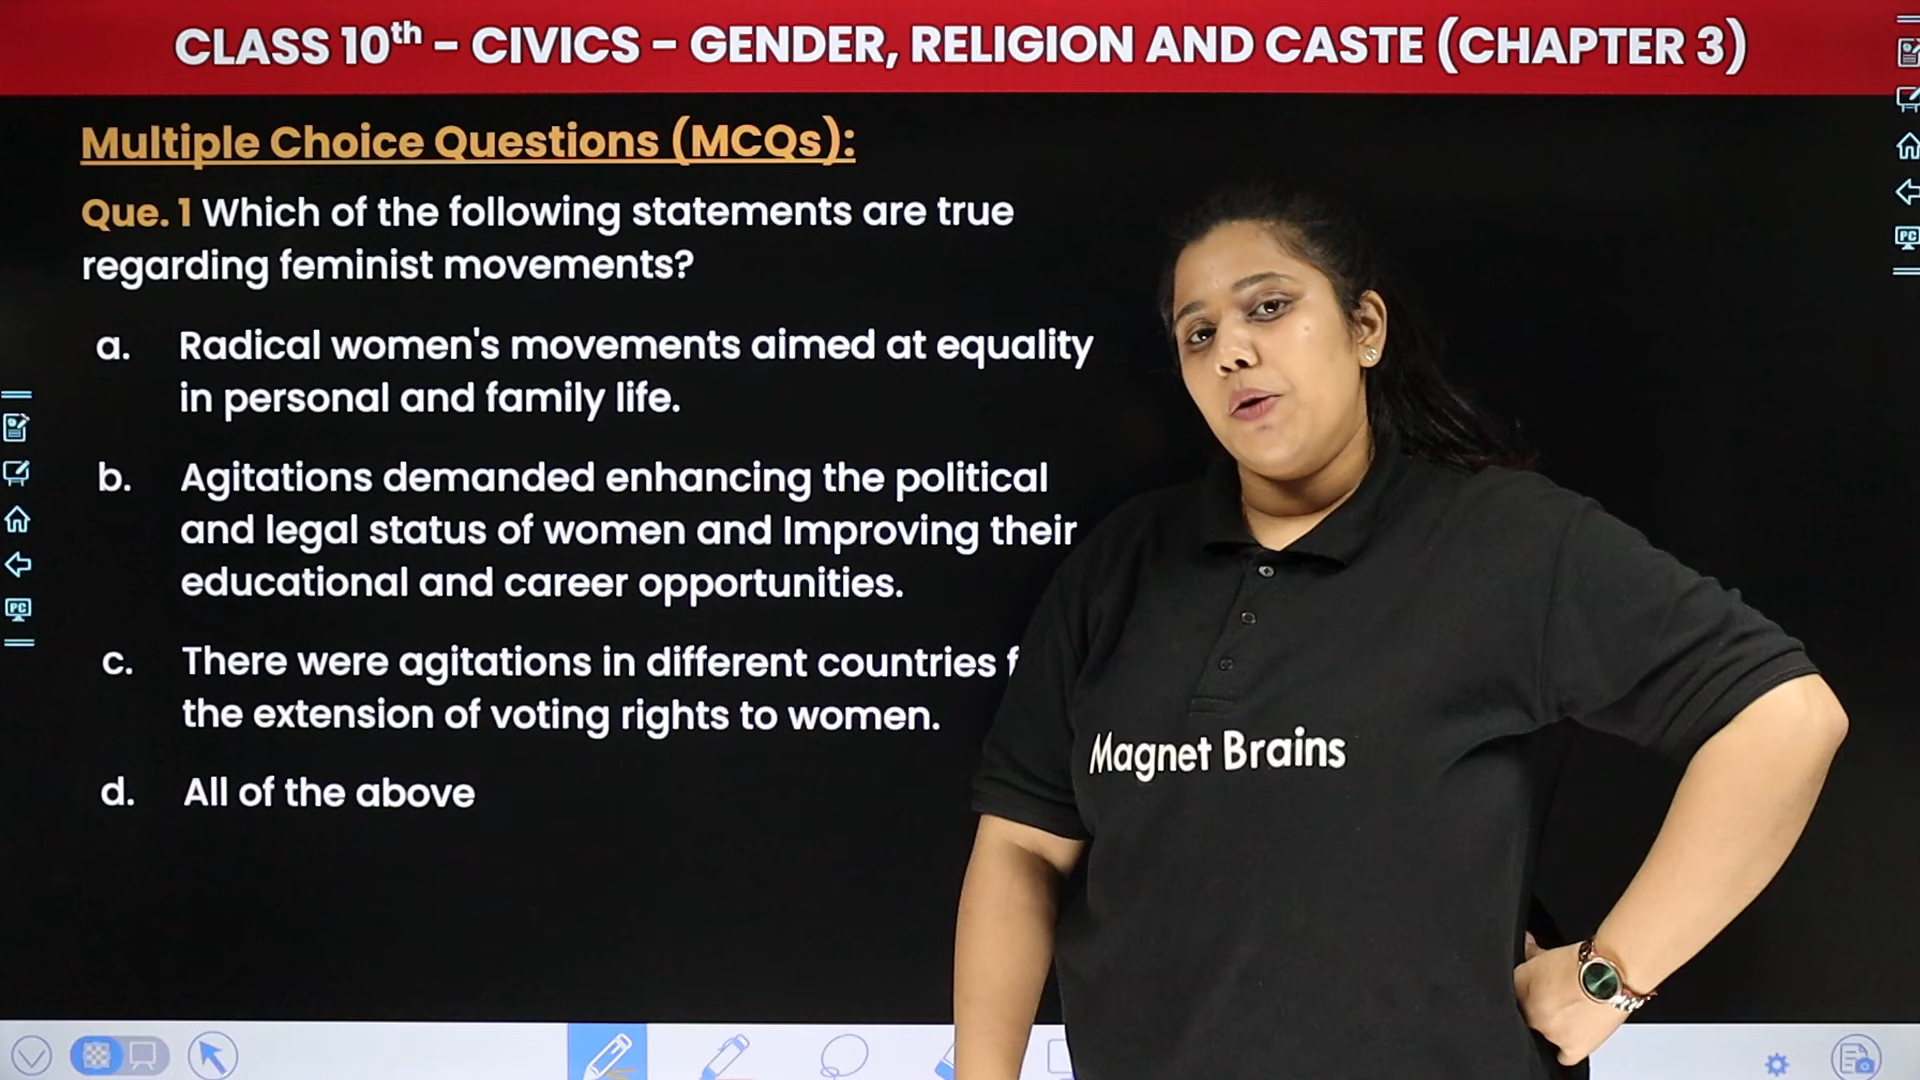 CLASS 10th - CIVICS - GENDER, RELIGION AND CASTE (CHAPTER 3)
Multiple Choice Questions (MCQs):
Que. 1 Which of the following statements are true
regarding feminist movements?
a. Radical women's movements aimed at equality
in personal and family life.
b. Agitations demanded enhancing the political
and legal status of women and Improving their
educational and career opportunities.
c. There were agitations in different countries
the extension of voting rights to women.
d. All of the above
Magnet Brains
PC
PC